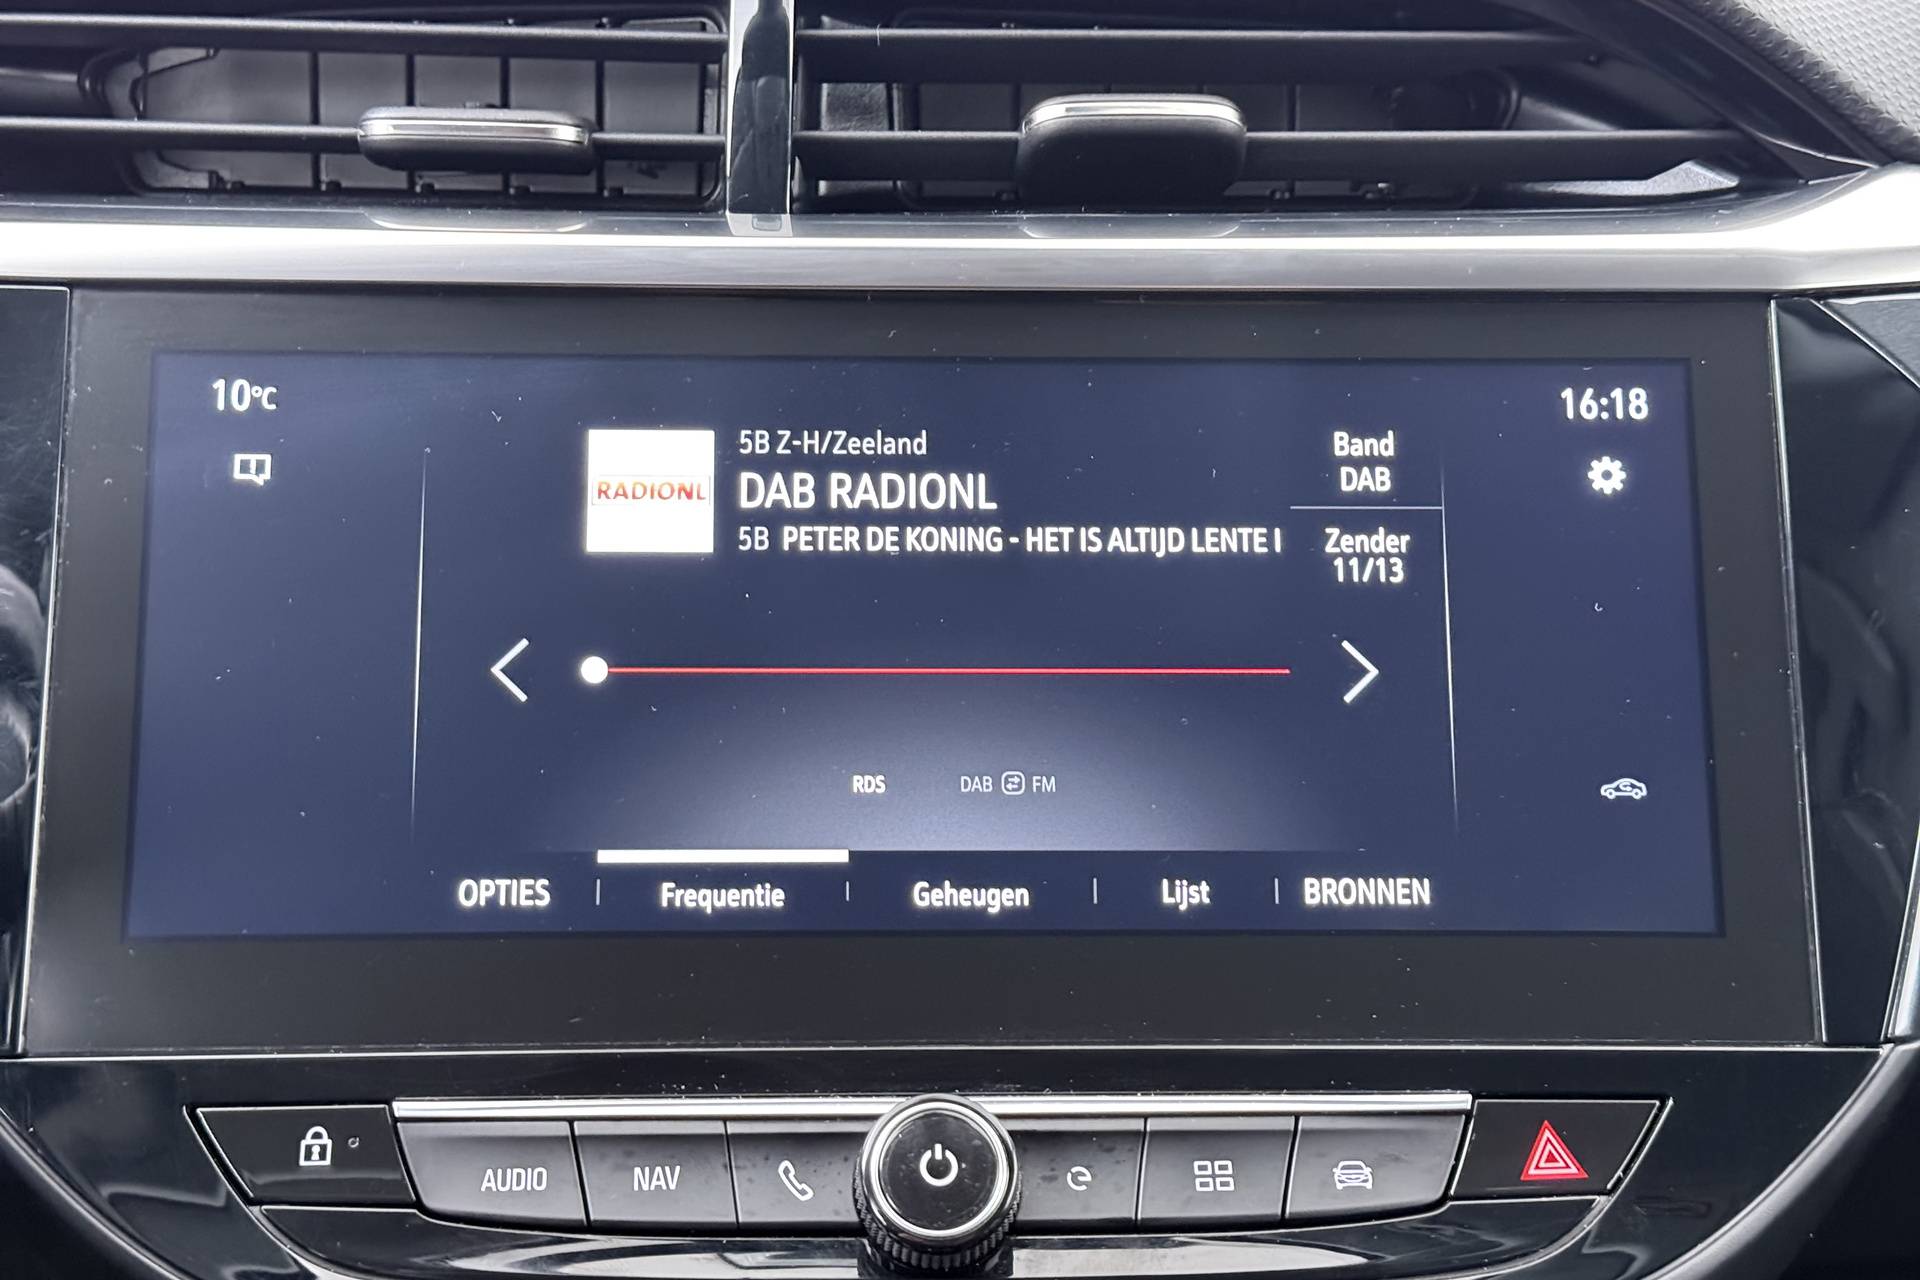 10°C
16:18
RADIONL
5B Z-H/Zeeland
DAB RADIONL
5B PETER DE KONING - HET IS ALTIJD LENTE I
Band
DAB
Zender
11/13
RDS
DAB FM
OPTIES
Frequentie
Geheugen
Lijst
BRONNEN
AUDIO
NAV